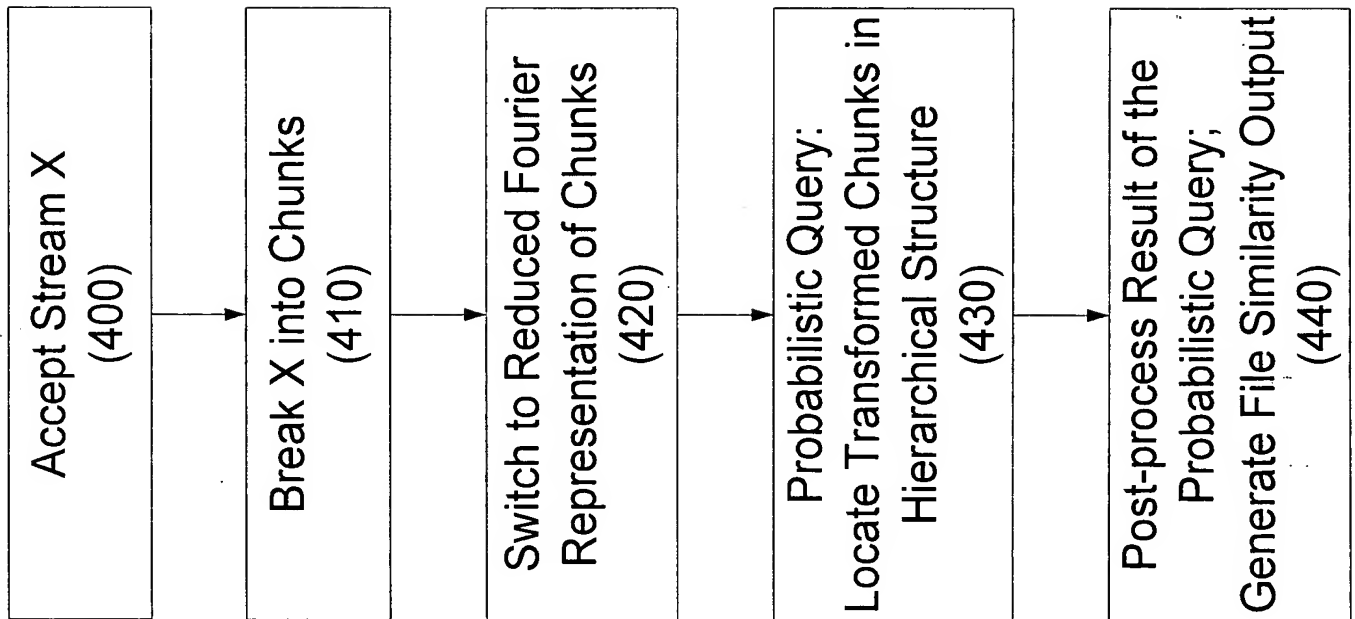 Accept Stream X
(400)
Break X into Chunks
(410)
Switch to Reduced Fourier
Representation of Chunks
(420)
Probabilistic Query:
Locate Transformed Chunks in
Hierarchical Structure
(430)
Post-process Result of the
Probabilistic Query;
Generate File Similarity Output
(440)